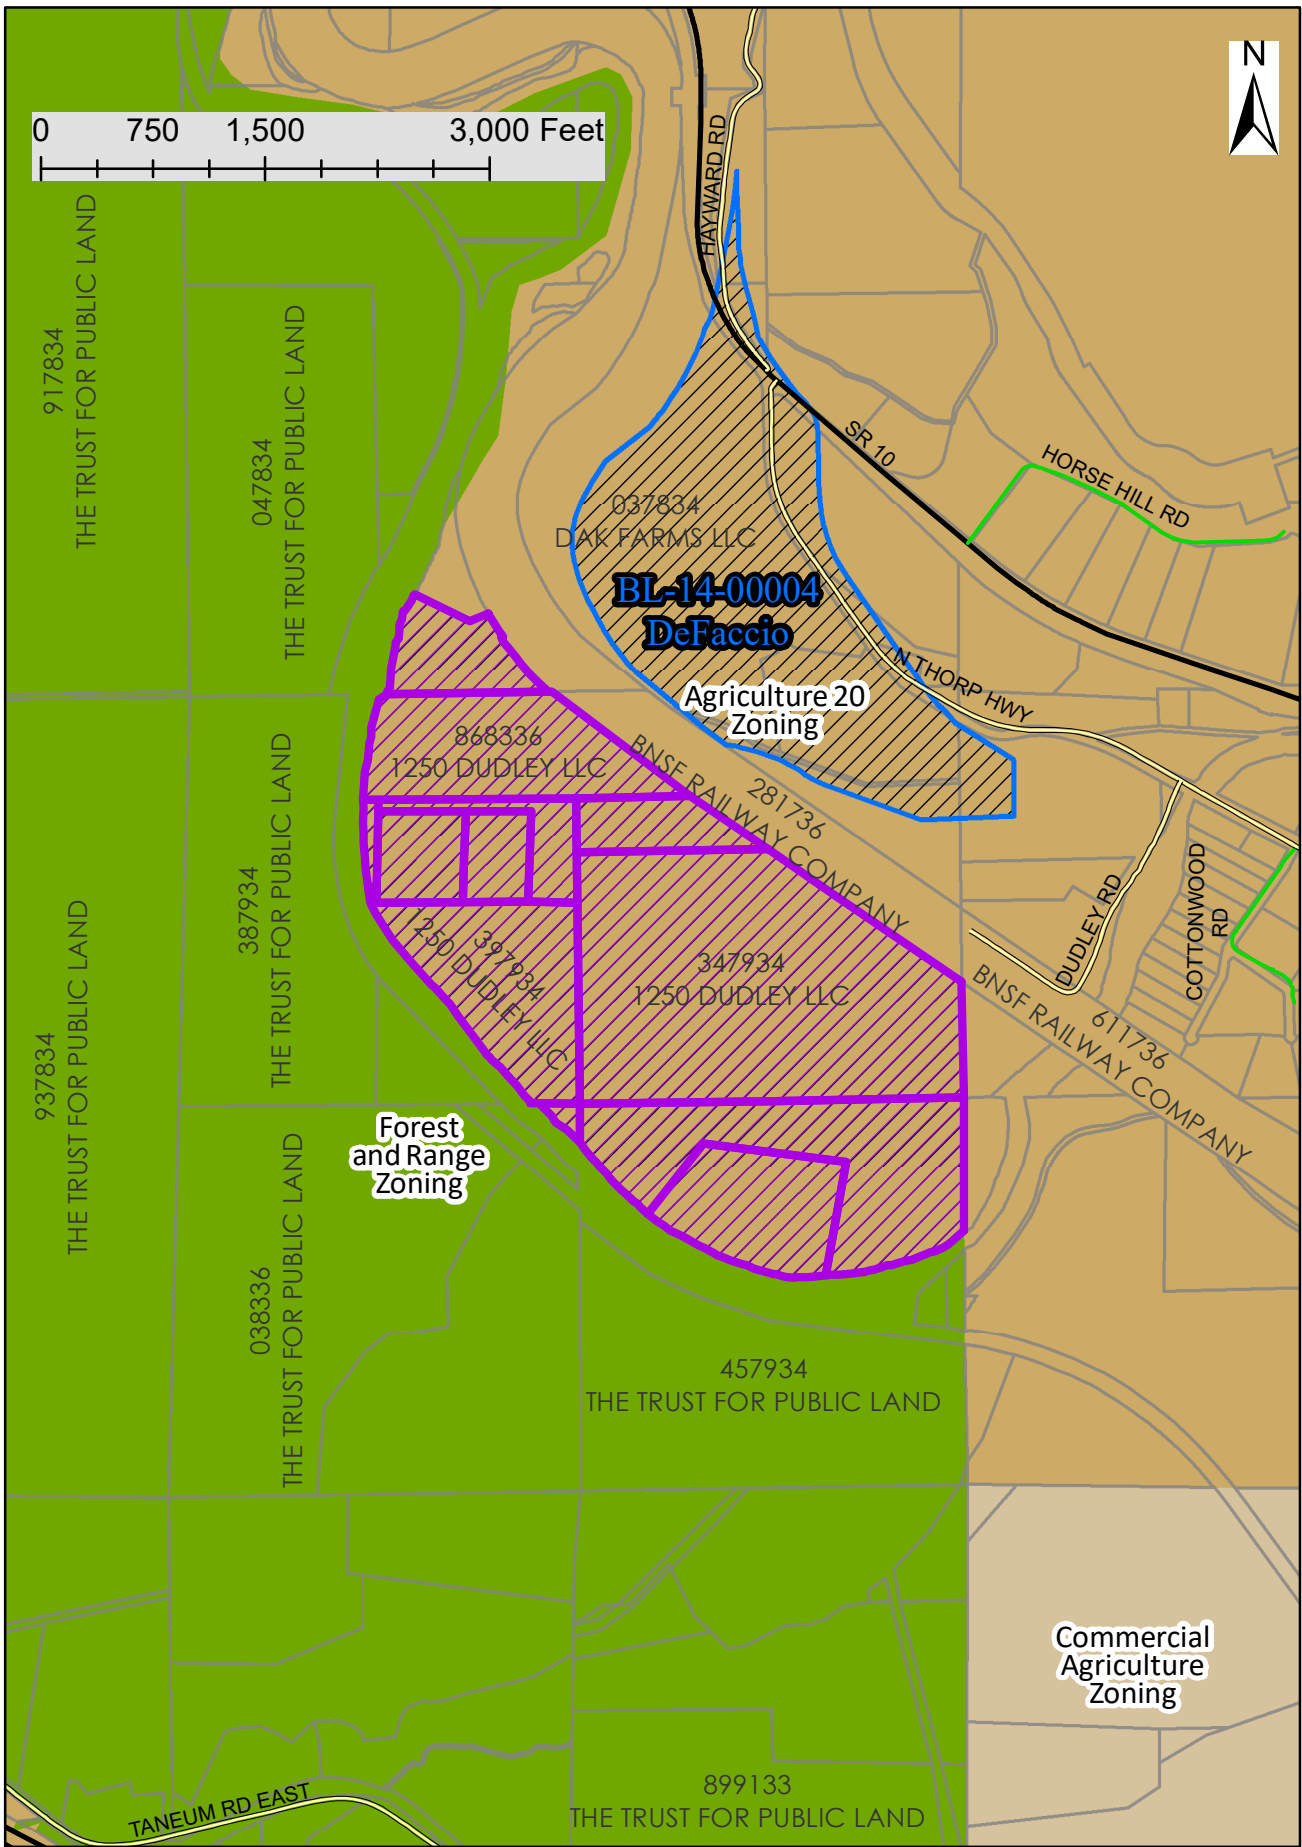 N
0 750 1,500 3,000 Feet
HAYWARD RD
917834
THE TRUST FOR PUBLIC LAND
047834
THE TRUST FOR PUBLIC LAND
SR 10
HORSE HILL RD
037834
DAK FARMS LLC
BL-14-00004
DeFaccio
N THORP HWY
Agriculture 20
Zoning
868336
1250 DUDLEY LLC
BNSF RAILWAY COMPANY
281736
387934
THE TRUST FOR PUBLIC LAND
DUDLEY RD
COTTONWOOD
RD
937834
THE TRUST FOR PUBLIC LAND
397934
1250 DUDLEY LLC
347934
1250 DUDLEY LLC
611736
BNSF RAILWAY COMPANY
Forest
and Range
Zoning
038336
THE TRUST FOR PUBLIC LAND
457934
THE TRUST FOR PUBLIC LAND
Commercial
Agriculture
Zoning
899133
THE TRUST FOR PUBLIC LAND
TANEUM RD EAST